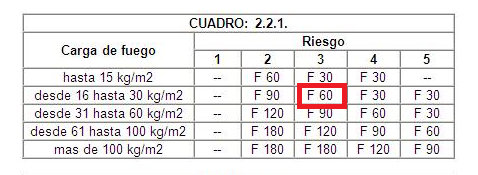 CUADRO: 2.2.1.
Carga de fuego Riesgo
1 2 3 4 5
hasta 15 kg/m2 -- F 60 F 30 F 30 --
desde 16 hasta 30 kg/m2 -- F 90 F 60 F 30 F 30
desde 31 hasta 60 kg/m2 -- F 120 F 90 F 60 F 30
desde 61 hasta 100 kg/m2 -- F 180 F 120 F 90 F 60
mas de 100 kg/m2 -- F 180 F 180 F 120 F 90